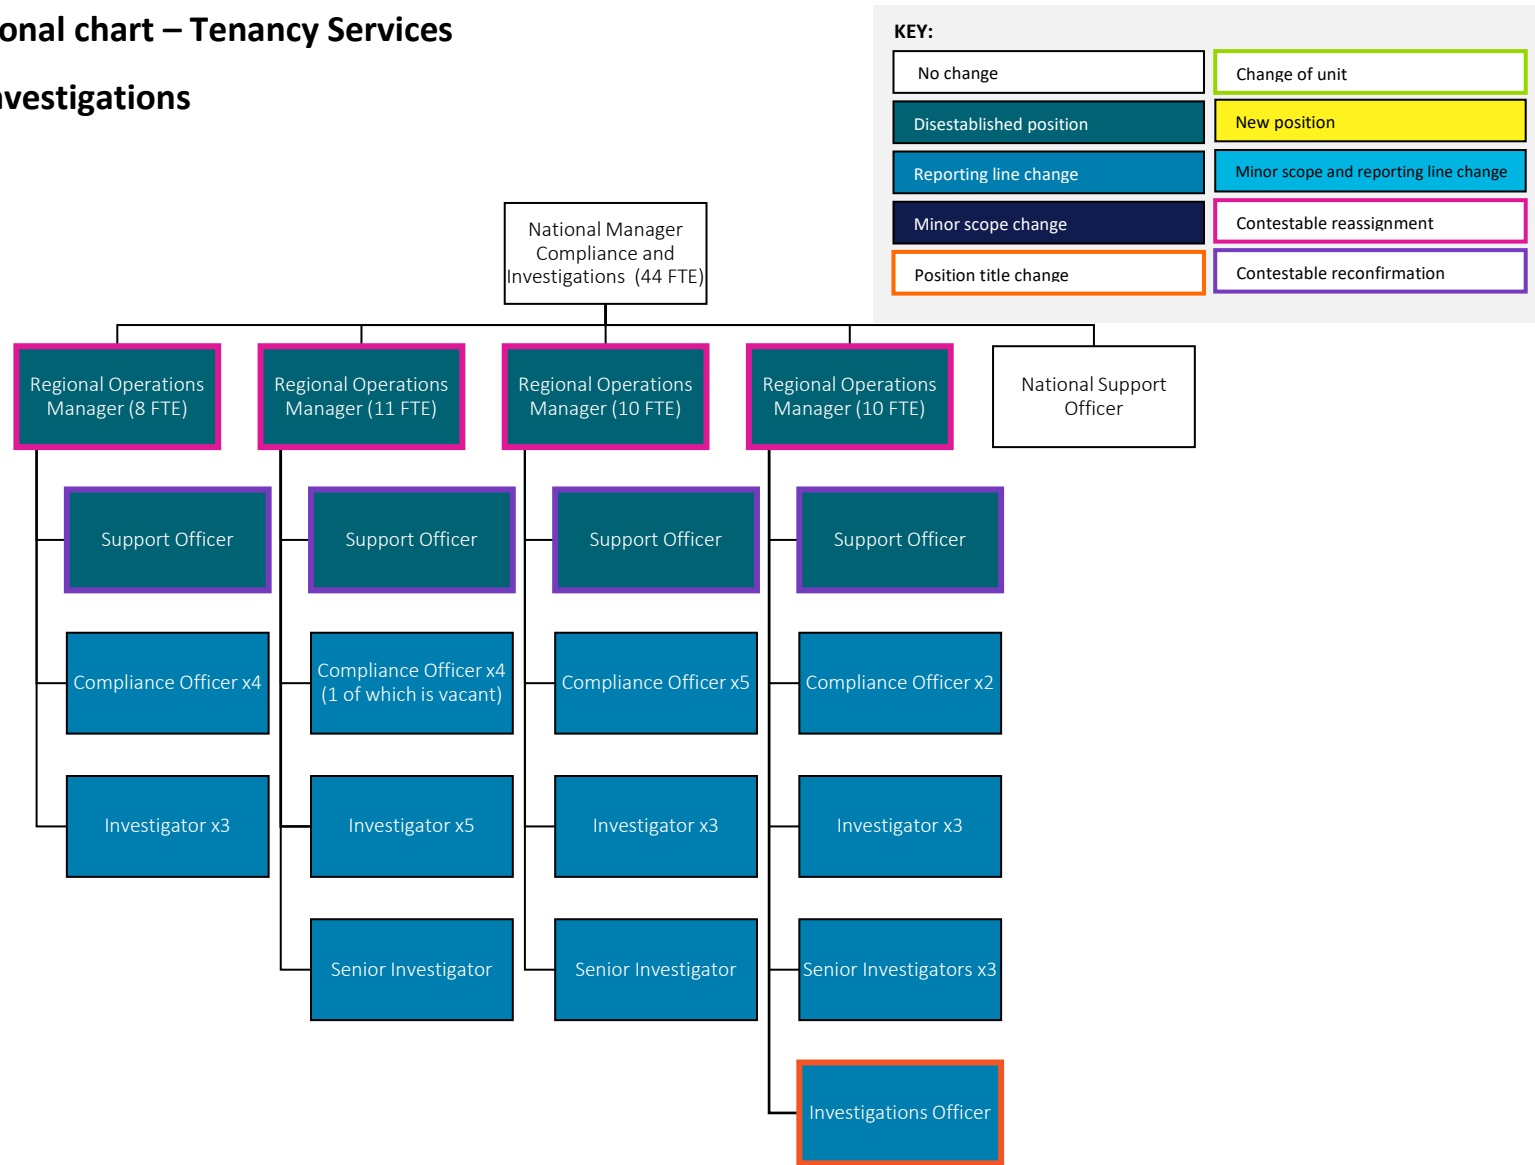 onal chart – Tenancy Services
nvestigations
KEY:
No change
Change of unit
Disestablished position
New position
Reporting line change
Minor scope and reporting line change
Minor scope change
Contestable reassignment
Position title change
Contestable reconfirmation
National Manager
Compliance and
Investigations (44 FTE)
Regional Operations
Manager (8 FTE)
Regional Operations
Manager (11 FTE)
Regional Operations
Manager (10 FTE)
Regional Operations
Manager (10 FTE)
National Support
Officer
Support Officer
Support Officer
Support Officer
Support Officer
Compliance Officer x4
Compliance Officer x4
(1 of which is vacant)
Compliance Officer x5
Compliance Officer x2
Investigator x3
Investigator x5
Investigator x3
Investigator x3
Senior Investigator
Senior Investigator
Senior Investigators x3
Investigations Officer